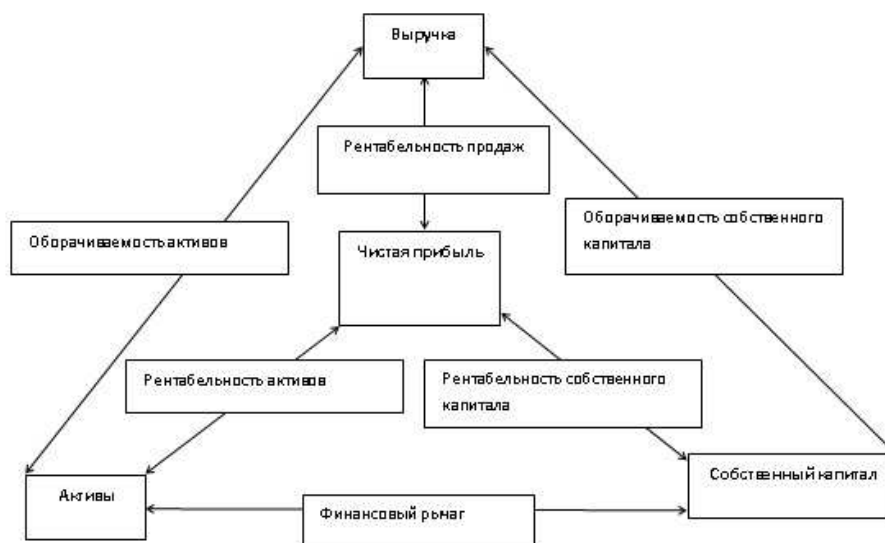 Выручка
Рентабельность продаж
Оборачиваемость активов
Оборачиваемость собственного
капитала
Чистая прибыль
Рентабельность активов
Рентабельность собственного
капитала
Активы
Финансовый рычаг
Собственный капитал